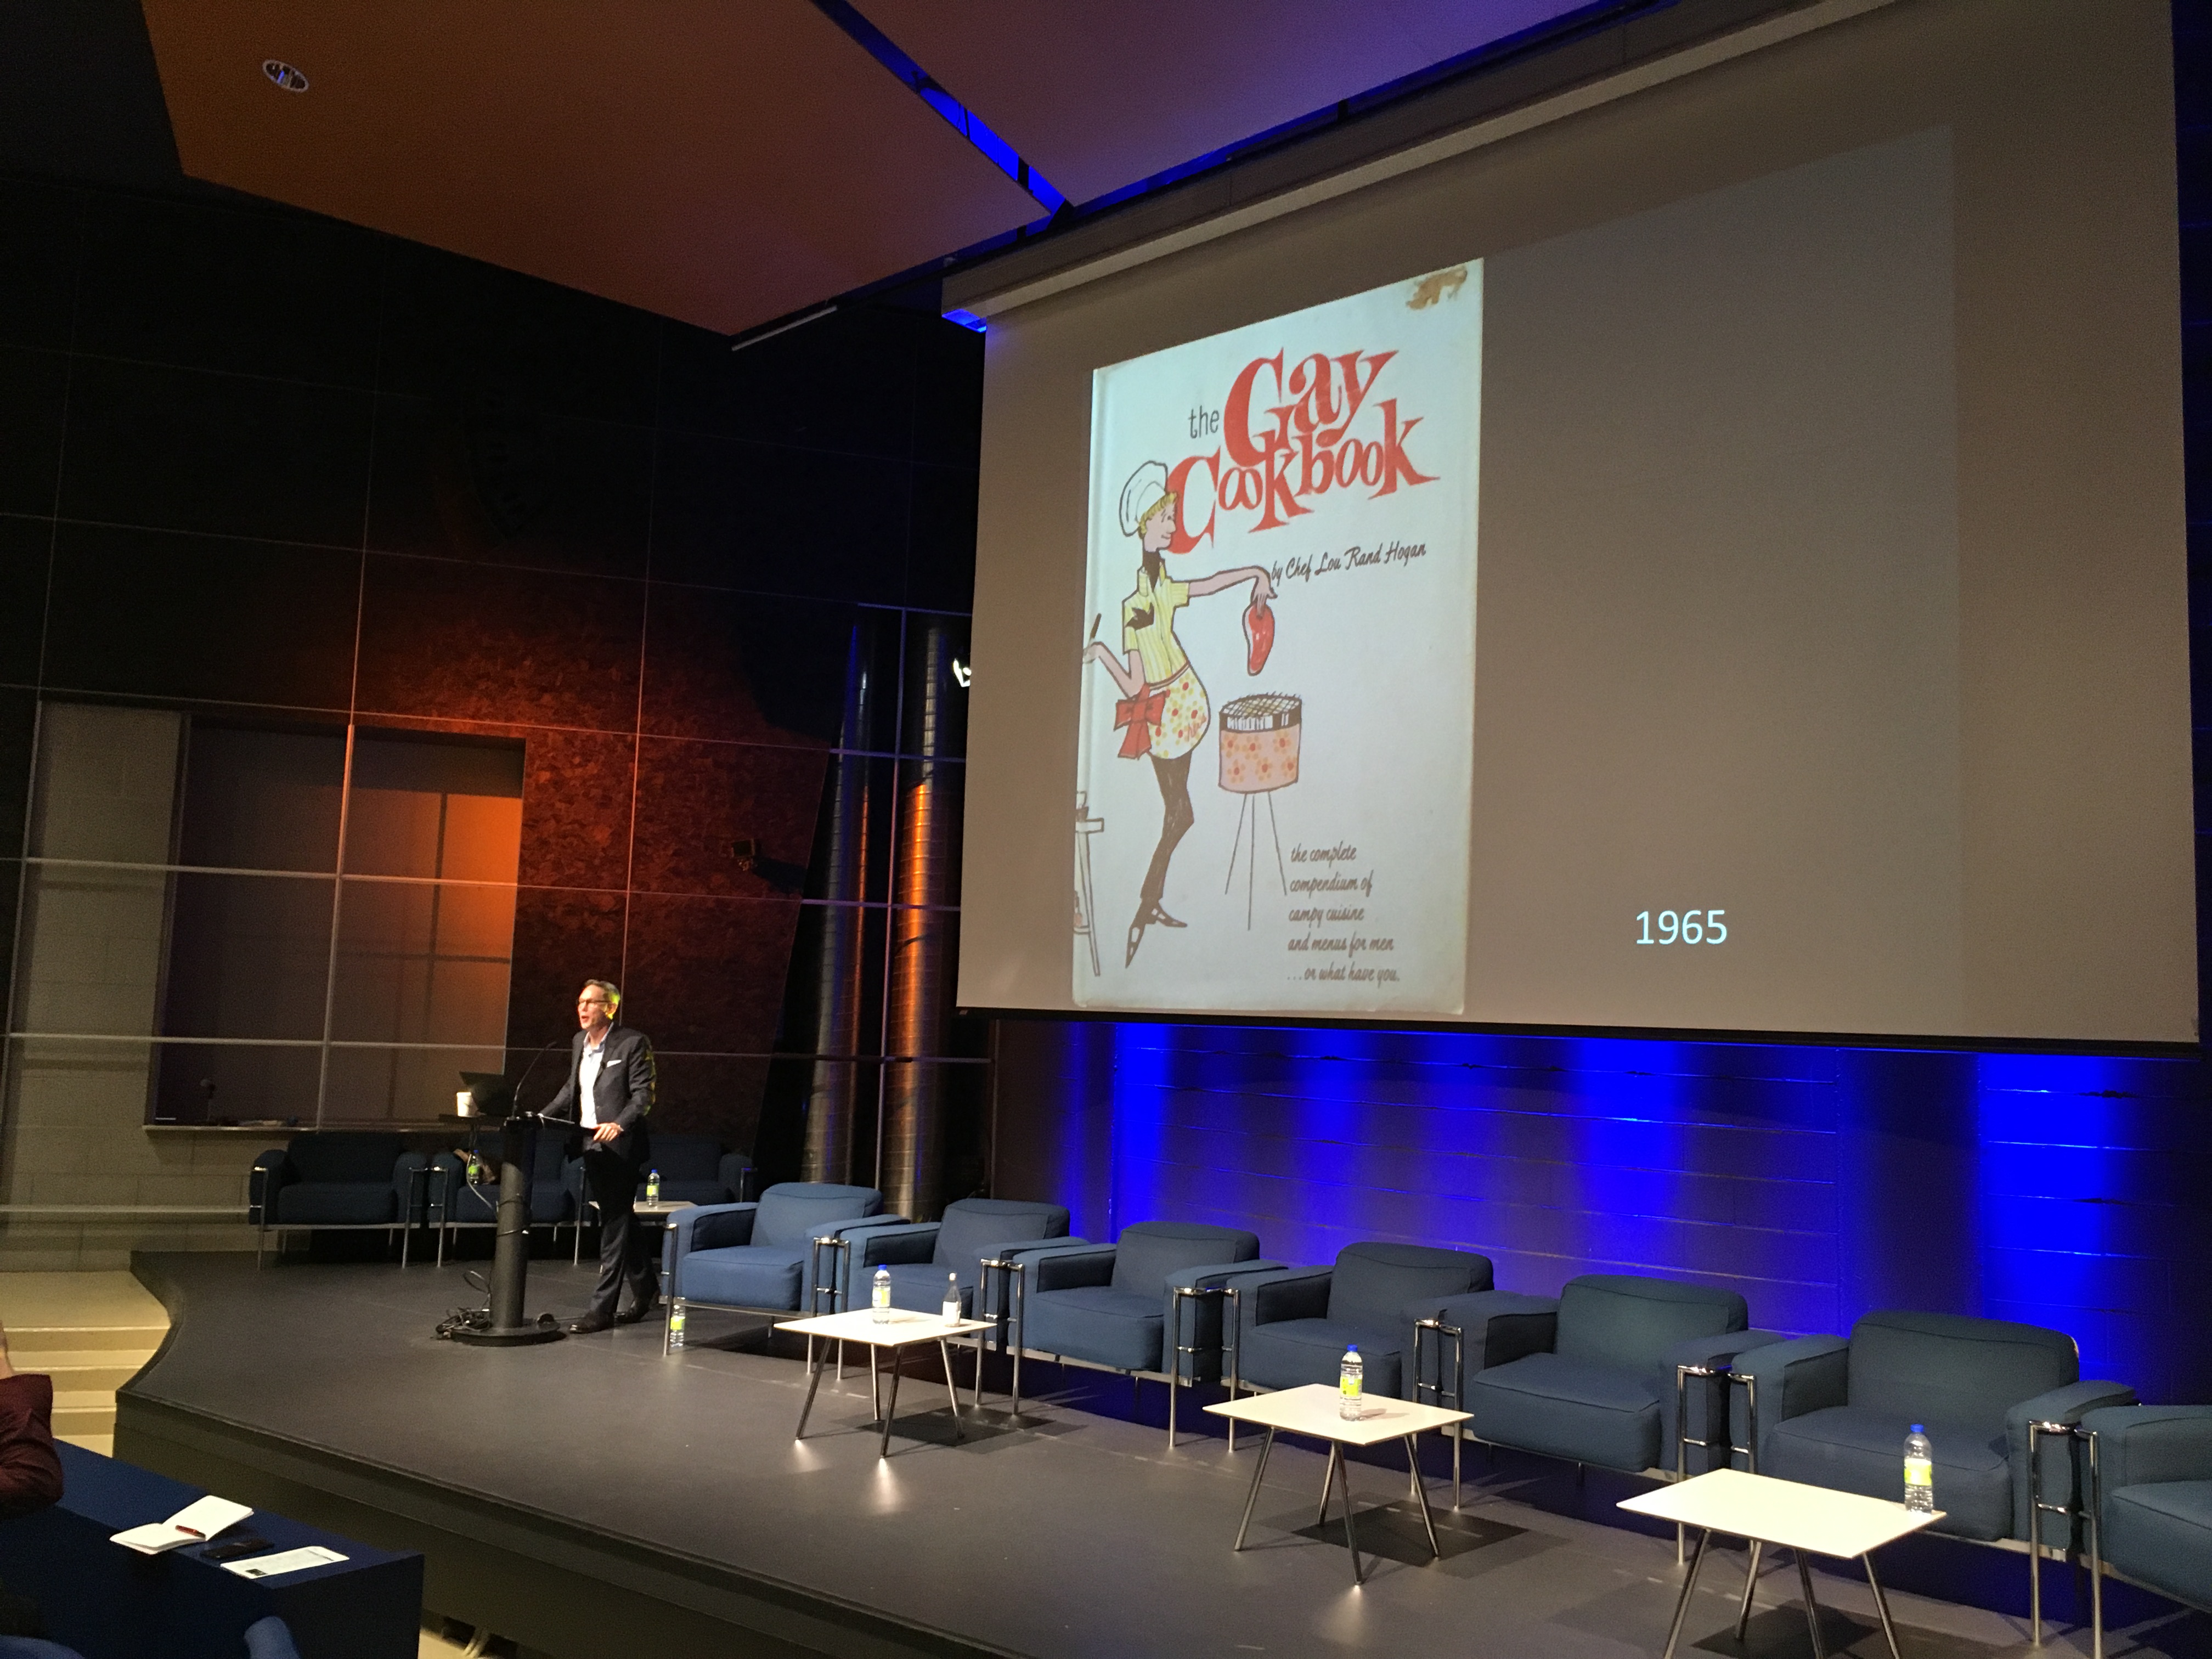 the Gay
Cookbook
by Chef Lou Rand Hogan
the complete
compendium of
campy cuisine
and menus for men
...or what have you.
1965